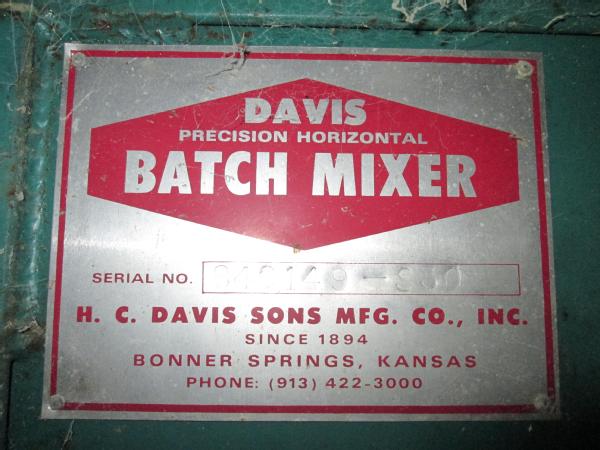 DAVIS
PRECISION HORIZONTAL
BATCH MIXER
SERIAL NO.
H. C. DAVIS SONS MFG. CO., INC.
SINCE 1894
BONNER SPRINGS, KANSAS
PHONE: (913) 422-3000